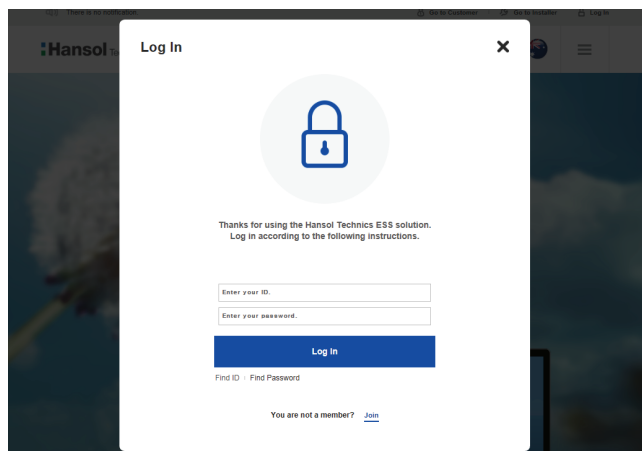 There is no notification
Go to Customer
Go to Installer
Log In
Hansol
Log In
Thanks for using the Hansol Technics ESS solution.
Log in according to the following instructions.
Enter your ID.
Enter your password.
Log In
Find ID
Find Password
You are not a member? Join